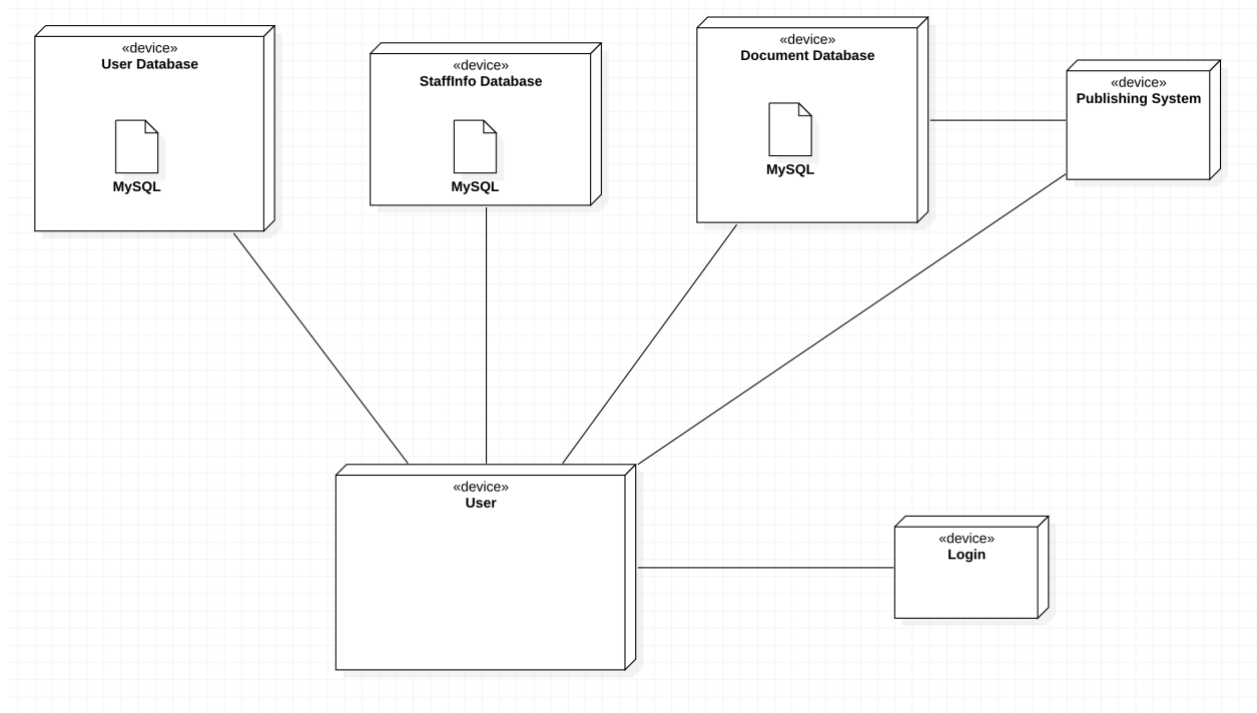 «device»
User Database
MySQL
«device»
StaffInfo Database
MySQL
«device»
Document Database
MySQL
«device»
Publishing System
«device»
User
«device»
Login